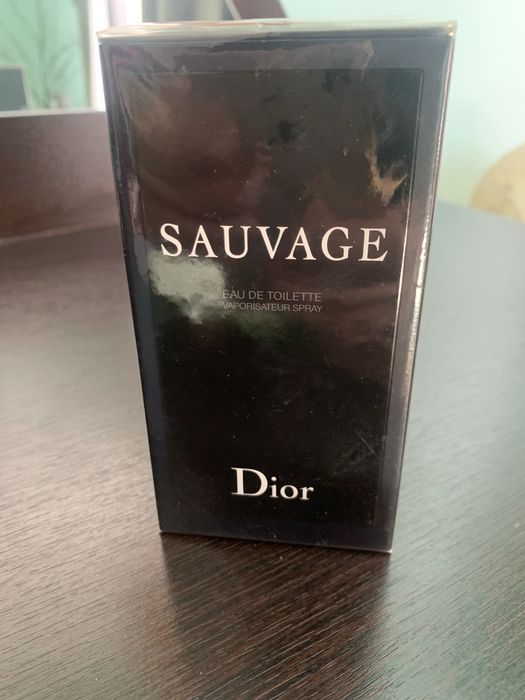 SAUVAGE
EAU DE TOILETTE
VAPORISATEUR SPRAY
Dior